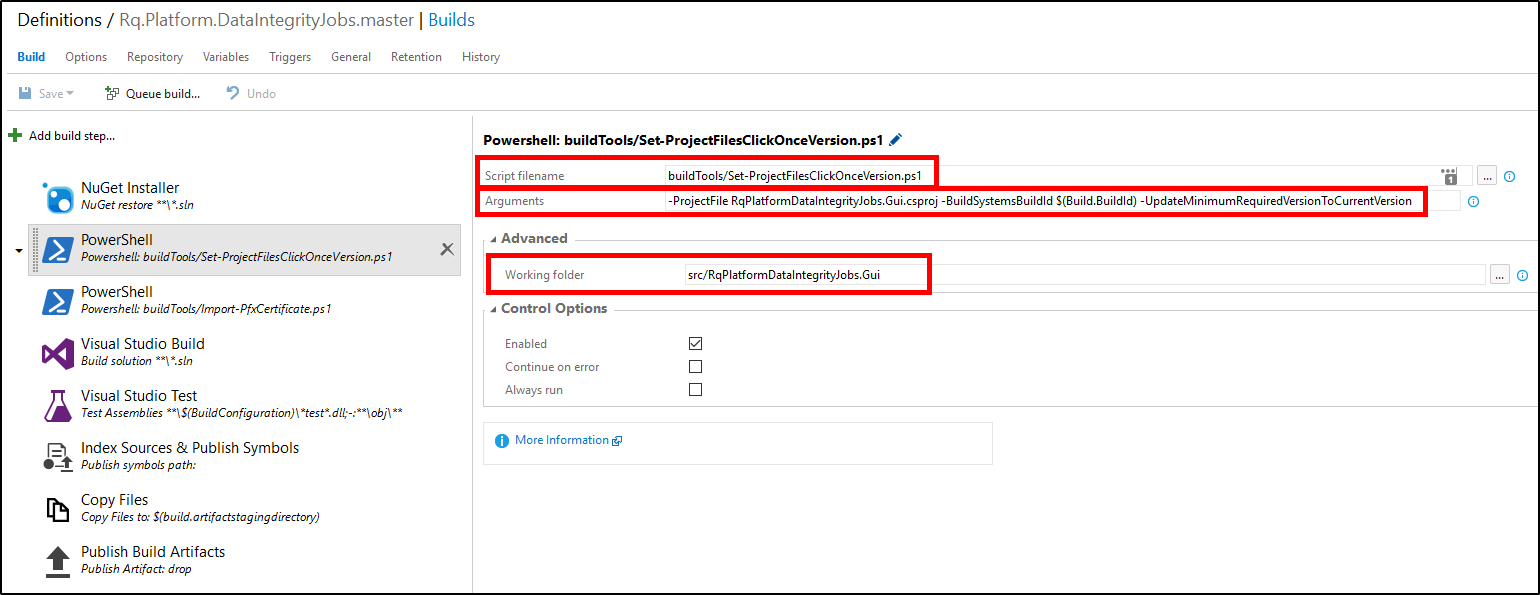 Definitions / Rq.Platform.DataIntegrityJobs.master | Builds
Build Options Repository Variables Triggers General Retention History
Save Queue build... Undo
Add build step...
NuGet Installer
NuGet restore **\*.sln
PowerShell
Powershell: buildTools/Set-ProjectFilesClickOnceVersion.ps1
PowerShell
Powershell: buildTools/Import-PfxCertificate.ps1
Visual Studio Build
Build solution **\*.sln
Visual Studio Test
Test Assemblies **\$(BuildConfiguration)\*test*.dll;-:**\obj\**
Index Sources & Publish Symbols
Publish symbols path:
Copy Files
Copy Files to: $(build.artifactstagingdirectory)
Publish Build Artifacts
Publish Artifact: drop
Powershell: buildTools/Set-ProjectFilesClickOnceVersion.ps1
Script filename buildTools/Set-ProjectFilesClickOnceVersion.ps1 1 ...
Arguments -ProjectFile RqPlatformDataIntegrityJobs.Gui.csproj -BuildSystemsBuildId $(Build.BuildId) -UpdateMinimumRequiredVersionToCurrentVersion
Advanced
Working folder src/RqPlatformDataIntegrityJobs.Gui ...
Control Options
Enabled
Continue on error
Always run
More Information